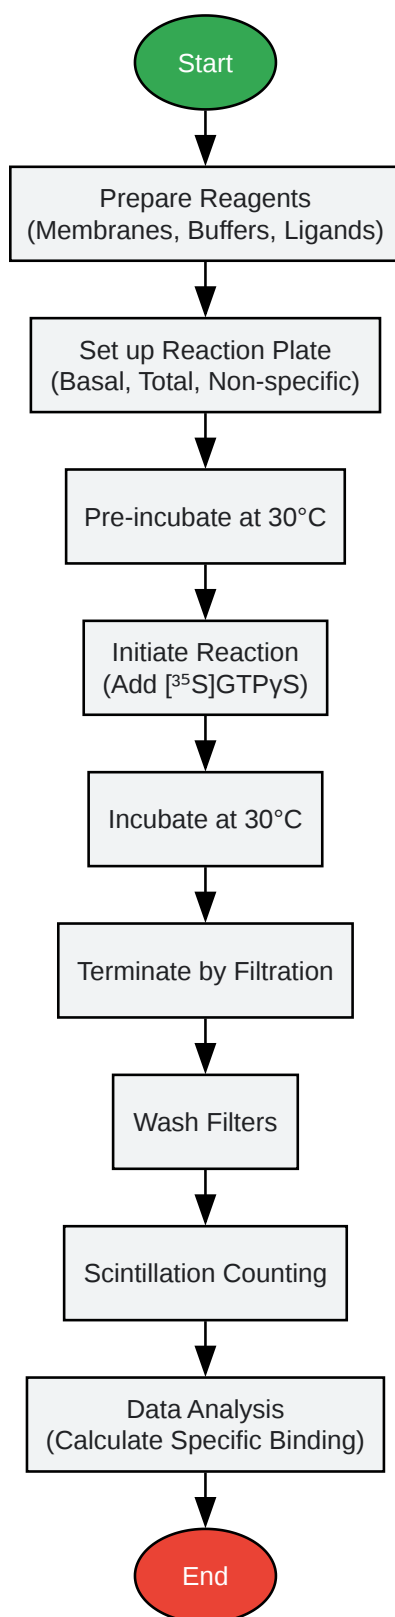 Start
Prepare Reagents
(Membranes, Buffers, Ligands)
Set up Reaction Plate
(Basal, Total, Non-specific)
Pre-incubate at 30°C
Initiate Reaction
(Add [³⁵S]GTPγS)
Incubate at 30°C
Terminate by Filtration
Wash Filters
Scintillation Counting
Data Analysis
(Calculate Specific Binding)
End